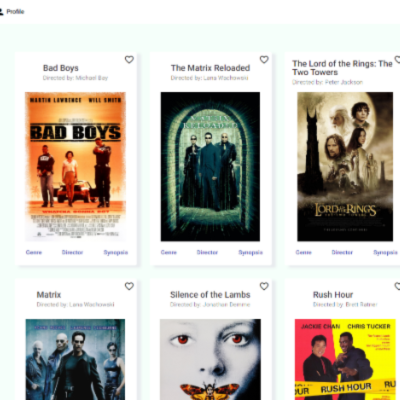 Profile
Bad Boys
Directed by: Michael Bay
The Matrix Reloaded
Directed by: Lana Wachowski
The Lord of the Rings: The
Two Towers
Directed by: Peter Jackson
MARTIN LAWRENCE WILL SMITH
BAD BOYS
THE LORD OF THE RINGS
Genre Director Synopsis
Genre Director Synopsis
Genre Director Synopsis
Matrix
Directed by: Lana Wachowski
Silence of the Lambs
Directed by: Jonathan Demme
Rush Hour
Directed by: Brett Ratner
JACKIE CHAN CHRIS TUCKER
RUSH HOUR